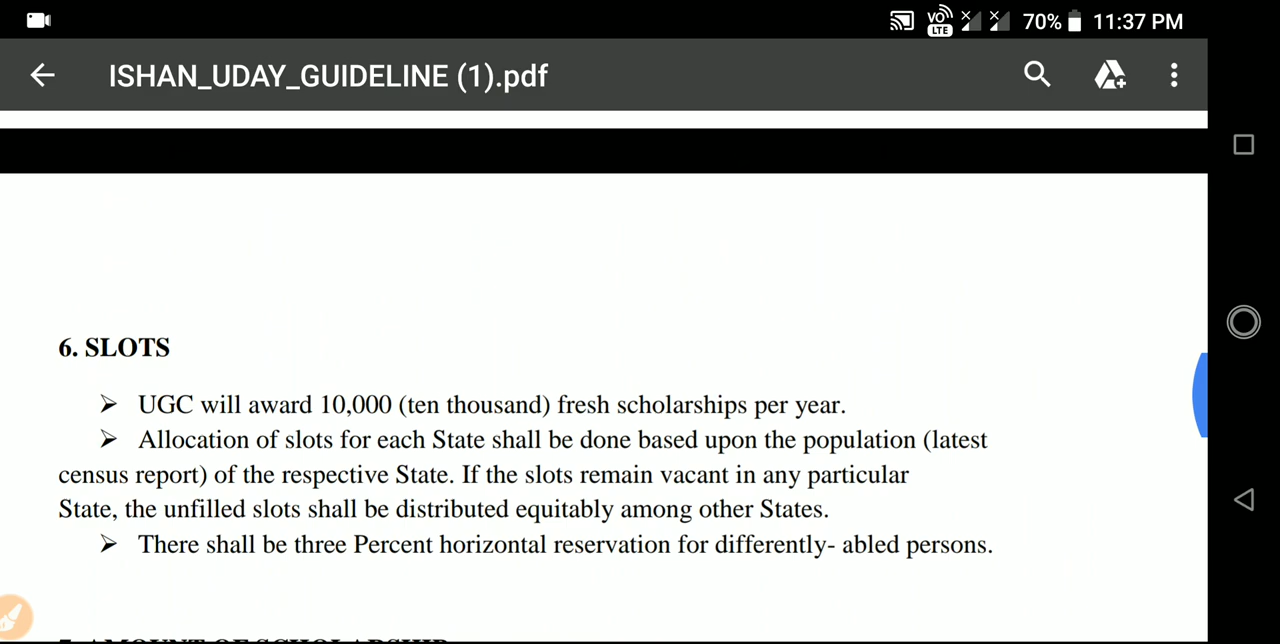 VO LTE 70% 11:37 PM
ISHAN_UDAY_GUIDELINE (1).pdf
6. SLOTS
➢ UGC will award 10,000 (ten thousand) fresh scholarships per year.
➢ Allocation of slots for each State shall be done based upon the population (latest
census report) of the respective State. If the slots remain vacant in any particular
State, the unfilled slots shall be distributed equitably among other States.
➢ There shall be three Percent horizontal reservation for differently- abled persons.